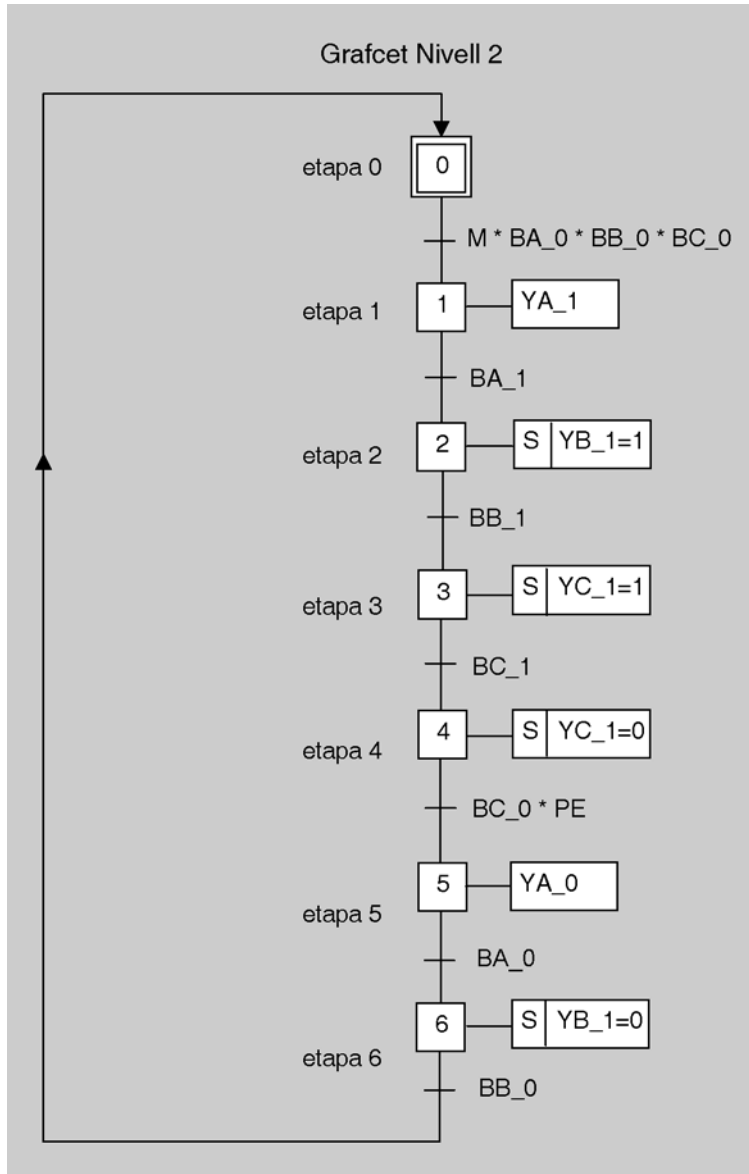 Grafcet Nivell 2
etapa 0
0
M * BA_0 * BB_0 * BC_0
etapa 1
1
YA_1
BA_1
etapa 2
2
S
YB_1=1
BB_1
etapa 3
3
S
YC_1=1
BC_1
etapa 4
4
S
YC_1=0
BC_0 * PE
etapa 5
5
YA_0
BA_0
etapa 6
6
S
YB_1=0
BB_0